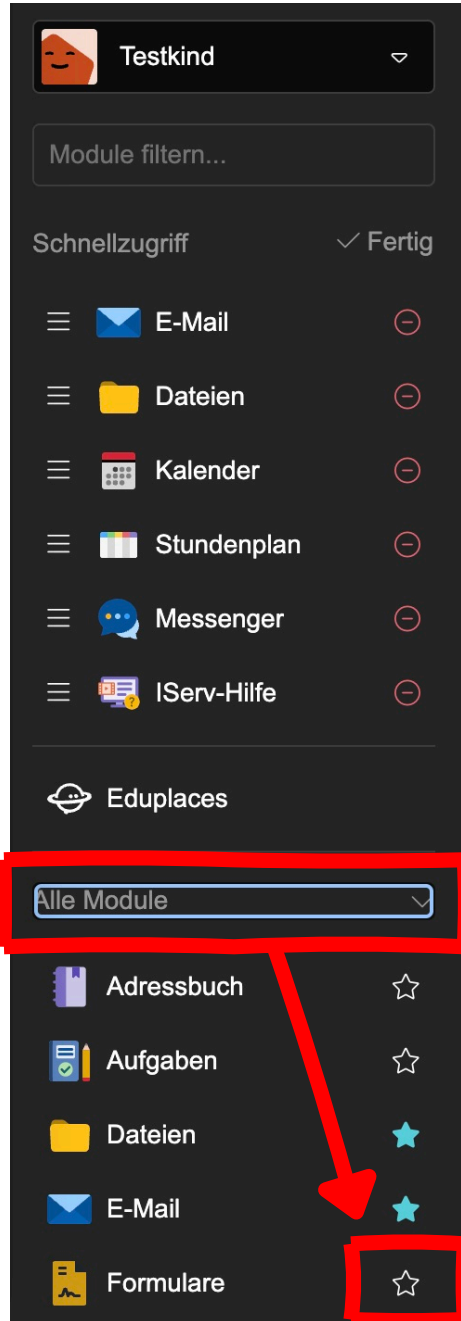 Testkind
Module filtern...
Schnellzugriff Fertig
E-Mail
Dateien
Kalender
Stundenplan
Messenger
IServ-Hilfe
Eduplaces
Alle Module
Adressbuch
Aufgaben
Dateien
E-Mail
Formulare